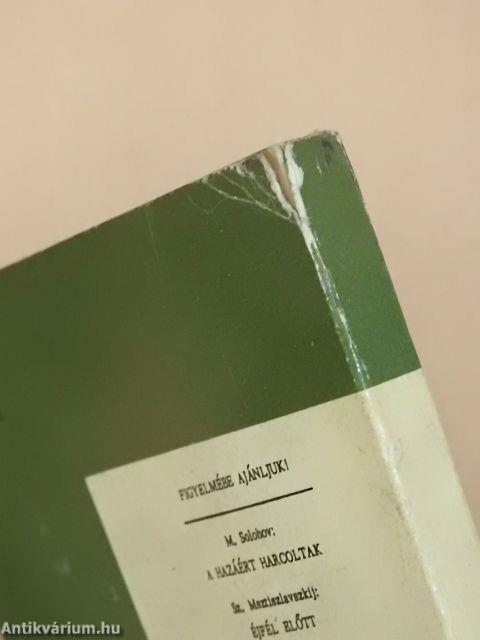 FIGYELMÉBE AJÁNLJUK!
M. Solohov:
A HAZÁÉRT HARCOLTAK
Sz. Msztiszlavszkij:
ÉJFÉL ELŐTT
Antikvárium.hu